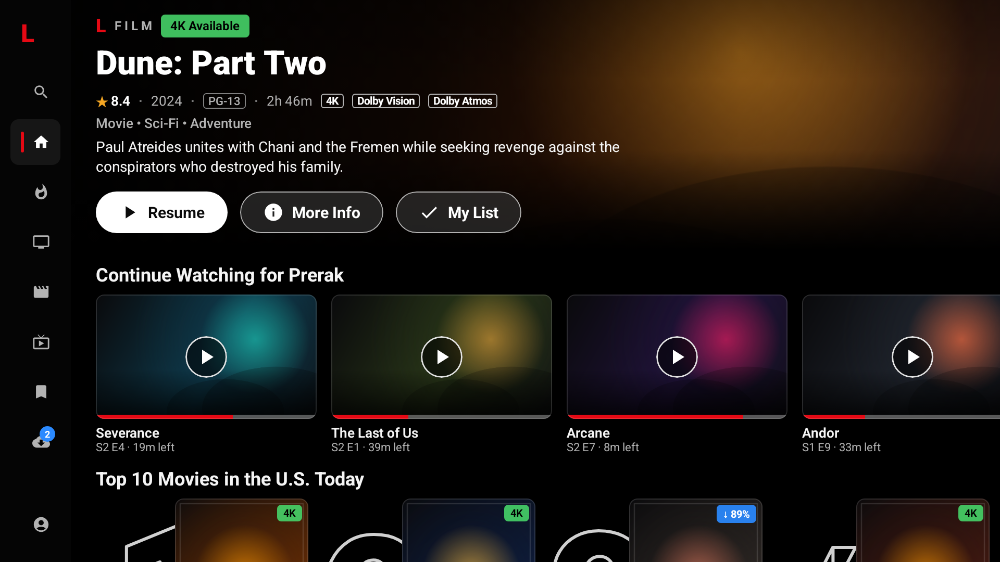 L
L FILM 4K Available
Dune: Part Two
8.4 · 2024 · PG-13 · 2h 46m 4K Dolby Vision Dolby Atmos
Movie • Sci-Fi • Adventure
Paul Atreides unites with Chani and the Fremen while seeking revenge against the
conspirators who destroyed his family.
Resume More Info My List
2
Continue Watching for Prerak
Severance
S2 E4 · 19m left
The Last of Us
S2 E1 · 39m left
Arcane
S2 E7 · 8m left
Andor
S1 E9 · 33m left
Top 10 Movies in the U.S. Today
4K
4K
↓ 89%
4K